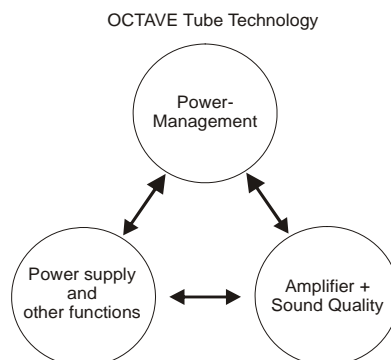 OCTAVE Tube Technology
Power-
Management
Power supply
and
other functions
Amplifier +
Sound Quality